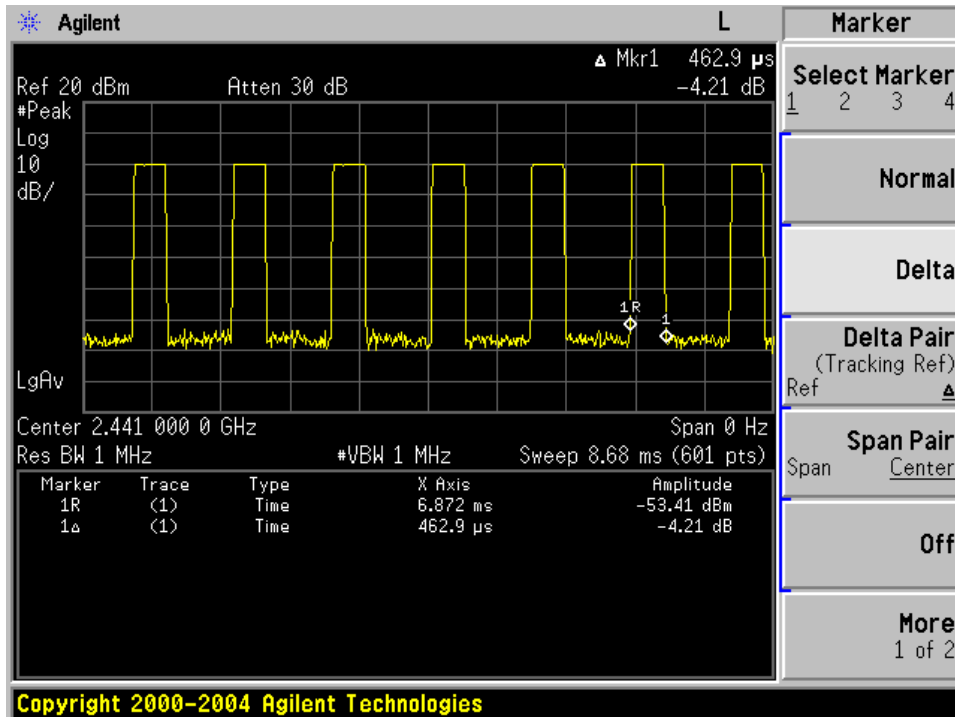 Agilent L
Marker
▵ Mkr1 462.9 µs
Ref 20 dBm Atten 30 dB -4.21 dB
#Peak
Log
10
dB/
1R
1
LgAv
Center 2.441 000 0 GHz Span 0 Hz
Res BW 1 MHz #VBW 1 MHz Sweep 8.68 ms (601 pts)
Marker Trace Type X Axis Amplitude
1R (1) Time 6.872 ms -53.41 dBm
1▵ (1) Time 462.9 µs -4.21 dB
Select Marker
1 2 3 4
Normal
Delta
Delta Pair
(Tracking Ref)
Ref ▵
Span Pair
Span Center
Off
More
1 of 2
Copyright 2000-2004 Agilent Technologies